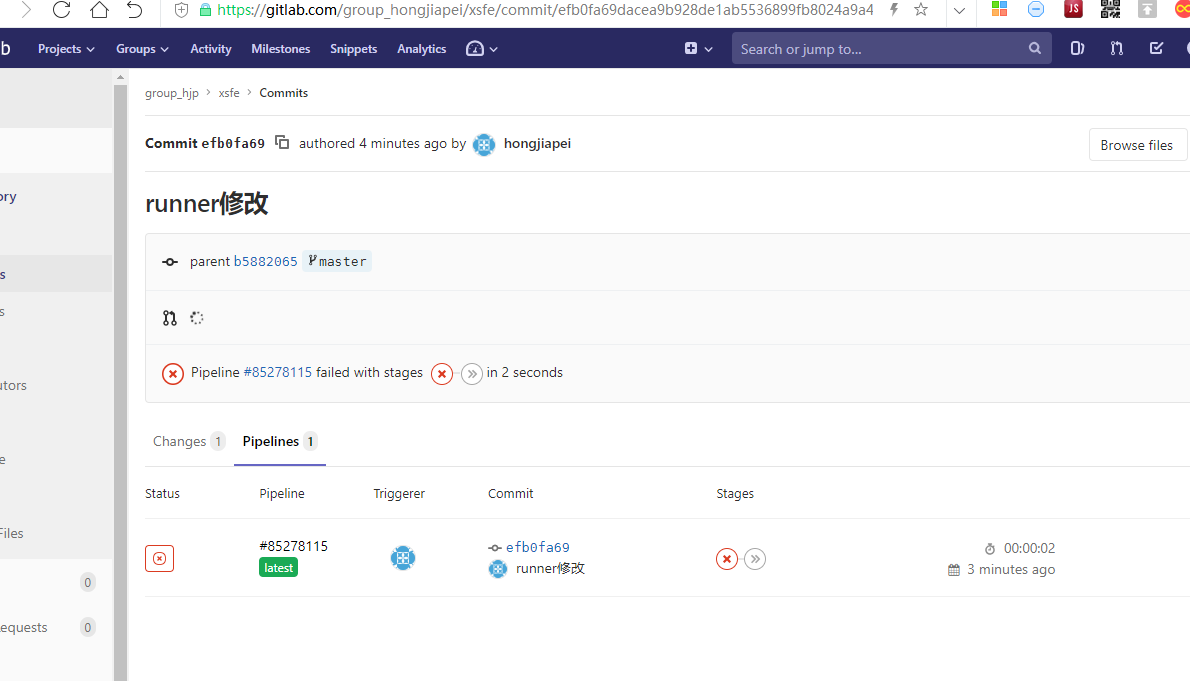 https://gitlab.com/group_hongjiapei/xsfe/commit/efb0fa69dacea9b928de1ab5536899fb8024a9a4
JS
b Projects Groups Activity Milestones Snippets Analytics Search or jump to...
group_hjp > xsfe > Commits
Commit efb0fa69 authored 4 minutes ago by hongjiapei
Browse files
ory
runner修改
s
parent b5882065 master
s
Pipeline #85278115 failed with stages in 2 seconds
utors
Changes 1 Pipelines 1
e
Status Pipeline Triggerer Commit Stages
Files
#85278115 efb0fa69 00:00:02
latest runner修改 3 minutes ago
0
equests 0